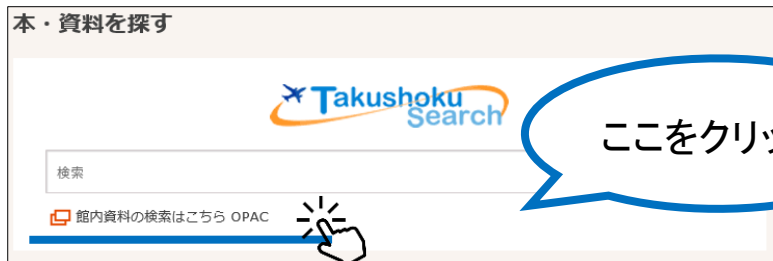 本・資料を探す
Takushoku
Search
検索
ここをクリッ
館内資料の検索はこちら OPAC